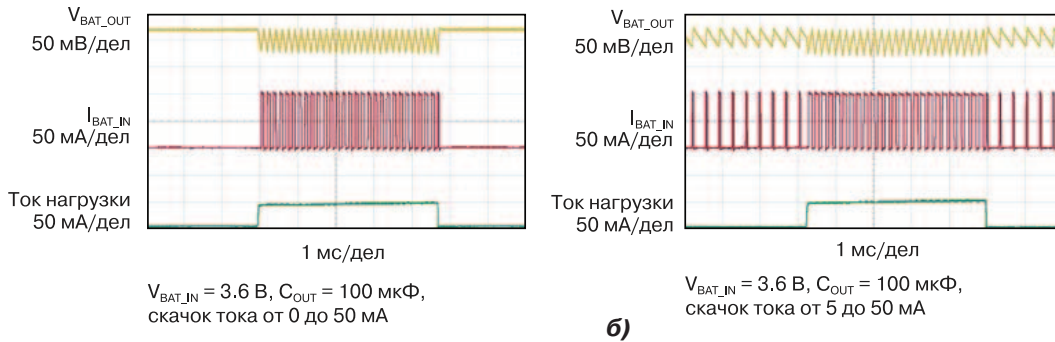 V_BAT_OUT
50 мВ/дел
I_BAT_IN
50 мА/дел
Ток нагрузки
50 мА/дел
1 мс/дел
V_BAT_IN = 3.6 В, C_OUT = 100 мкФ,
скачок тока от 0 до 50 мА
V_BAT_OUT
50 мВ/дел
I_BAT_IN
50 мА/дел
Ток нагрузки
50 мА/дел
1 мс/дел
V_BAT_IN = 3.6 В, C_OUT = 100 мкФ,
скачок тока от 5 до 50 мА
б)